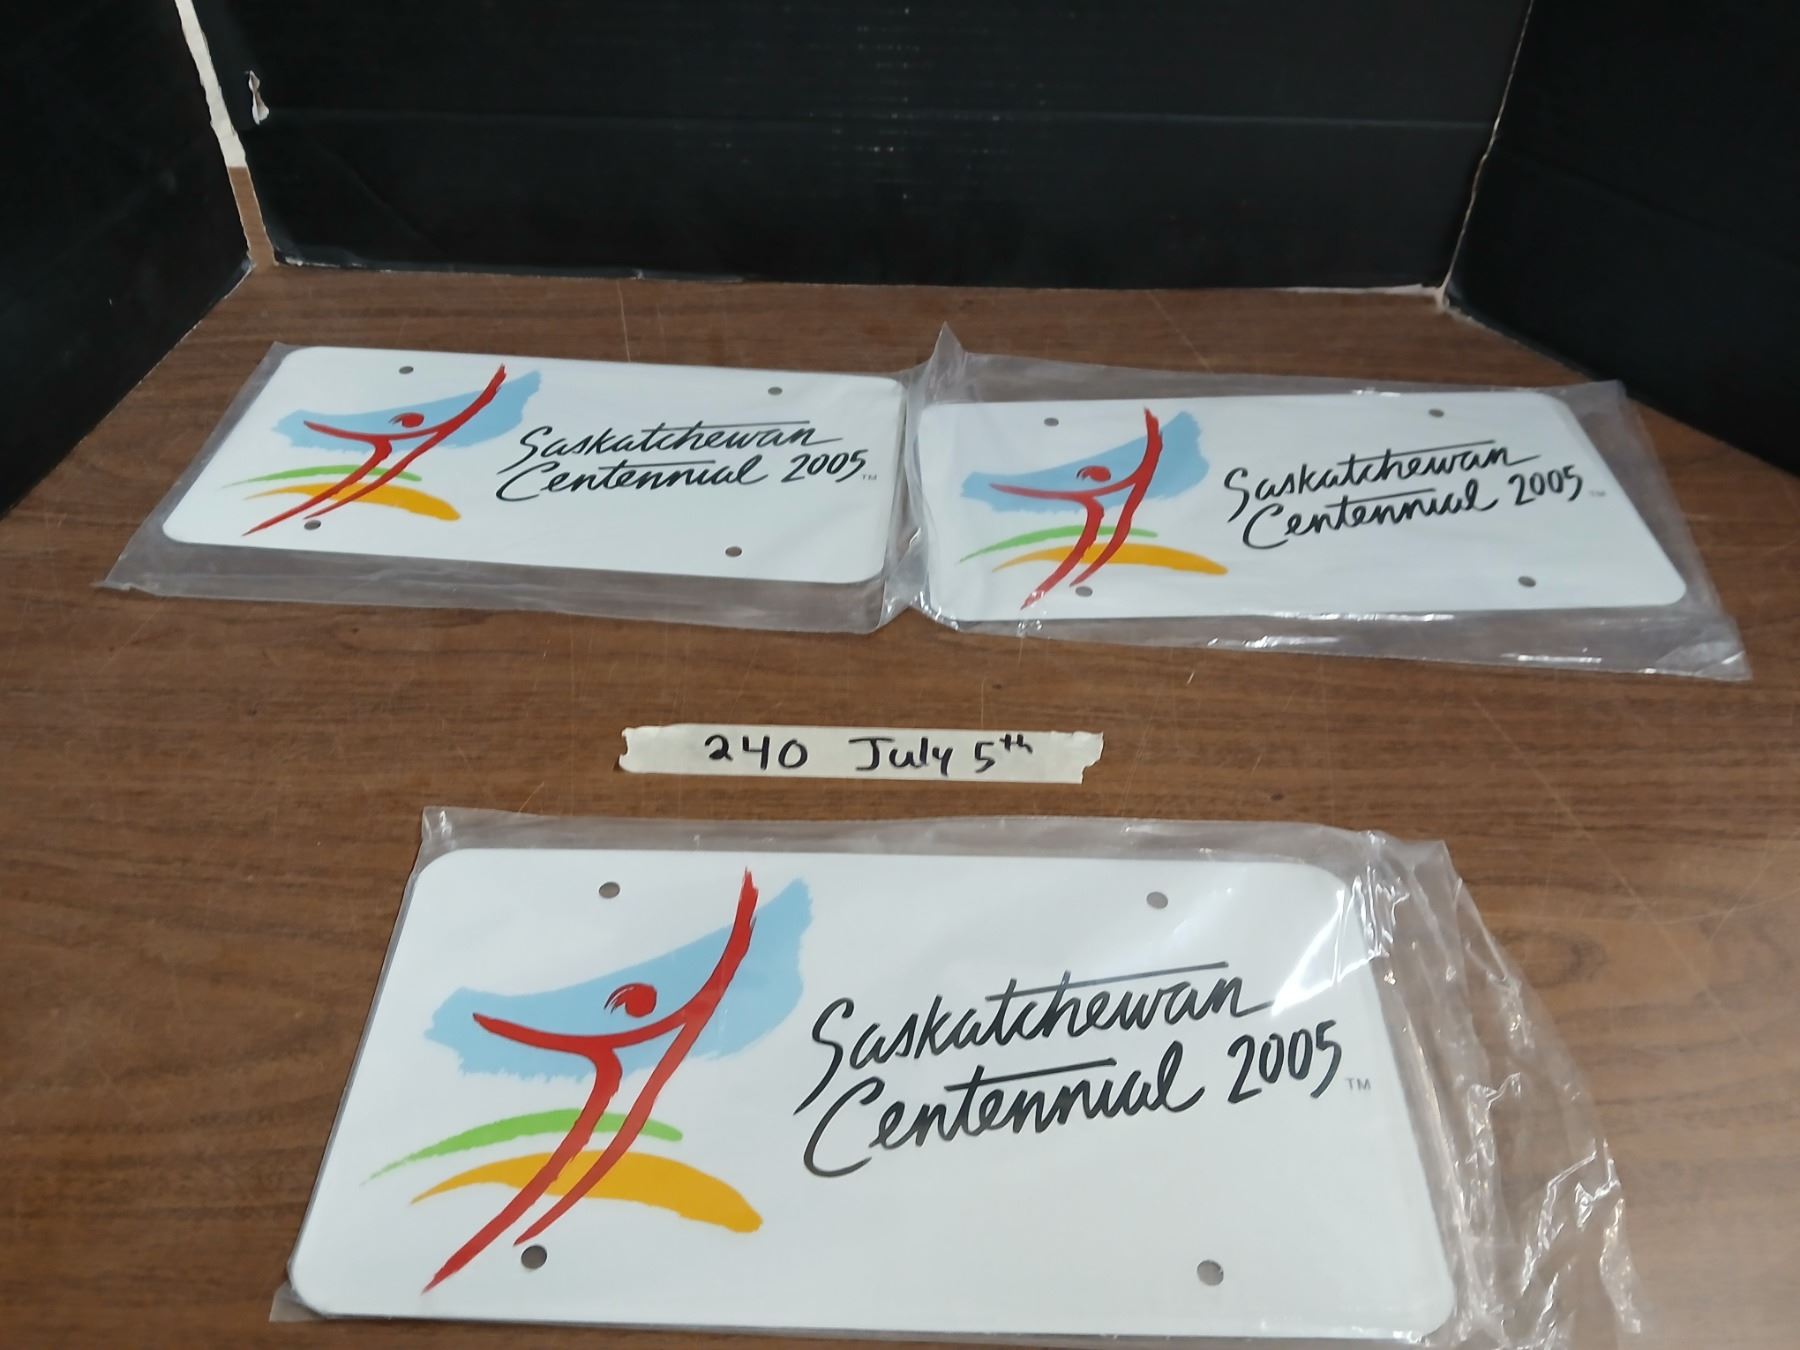 Saskatchewan
Centennial 2005 ™
Saskatchewan
Centennial 2005 ™
240 July 5th
Saskatchewan
Centennial 2005 ™